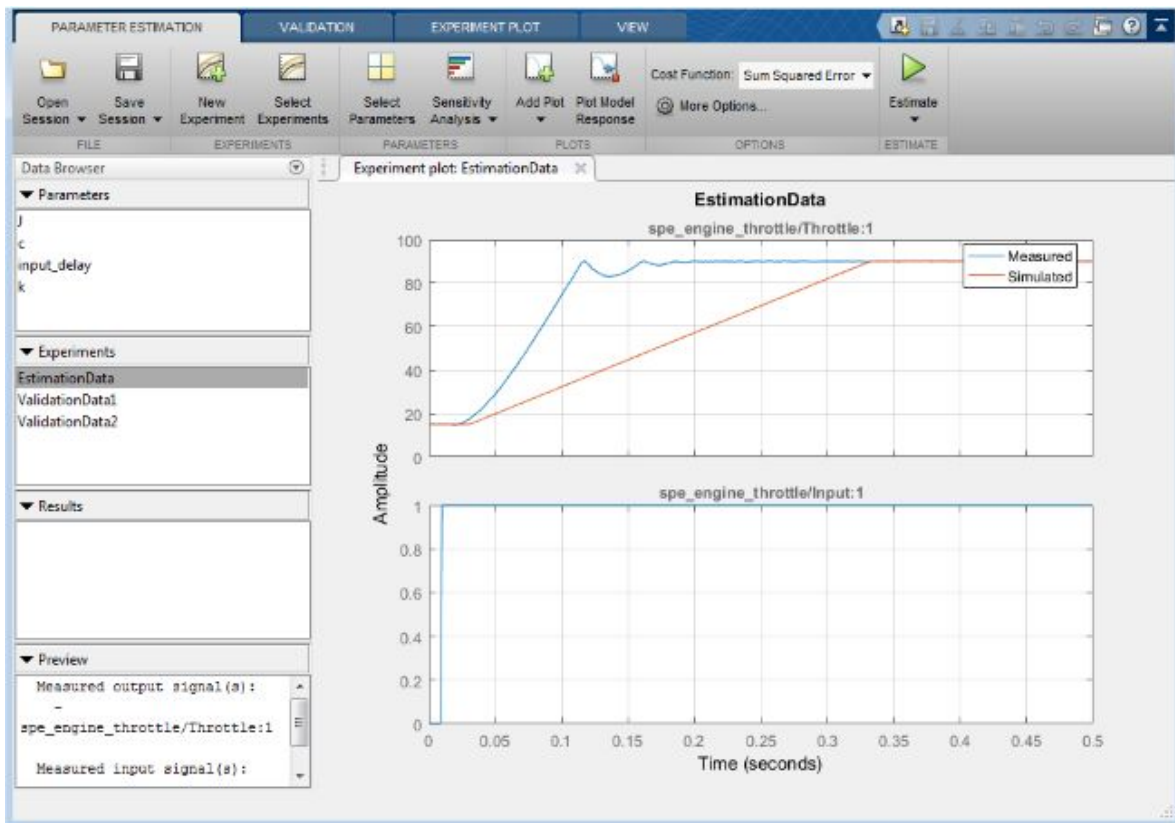 PARAMETER ESTIMATION VALIDATION EXPERIMENT PLOT VIEW
Open Session Save Session New Experiment Select Experiments Select Parameters Sensitivity Analysis Add Plot Plot Model Response Cost Function: Sum Squared Error Estimate
More Options...
FILE EXPERIMENTS PARAMETERS PLOTS OPTIONS ESTIMATE
Data Browser
Parameters
J
c
input_delay
k
Experiments
EstimationData
ValidationData1
ValidationData2
Results
Preview
Measured output signal(s):
-
spe_engine_throttle/Throttle:1
Measured input signal(s):
Experiment plot: EstimationData
EstimationData
spe_engine_throttle/Throttle:1
100
80
60
40
20
0
Measured
Simulated
Amplitude
spe_engine_throttle/Input:1
1
0.8
0.6
0.4
0.2
0
0 0.05 0.1 0.15 0.2 0.25 0.3 0.35 0.4 0.45 0.5
Time (seconds)